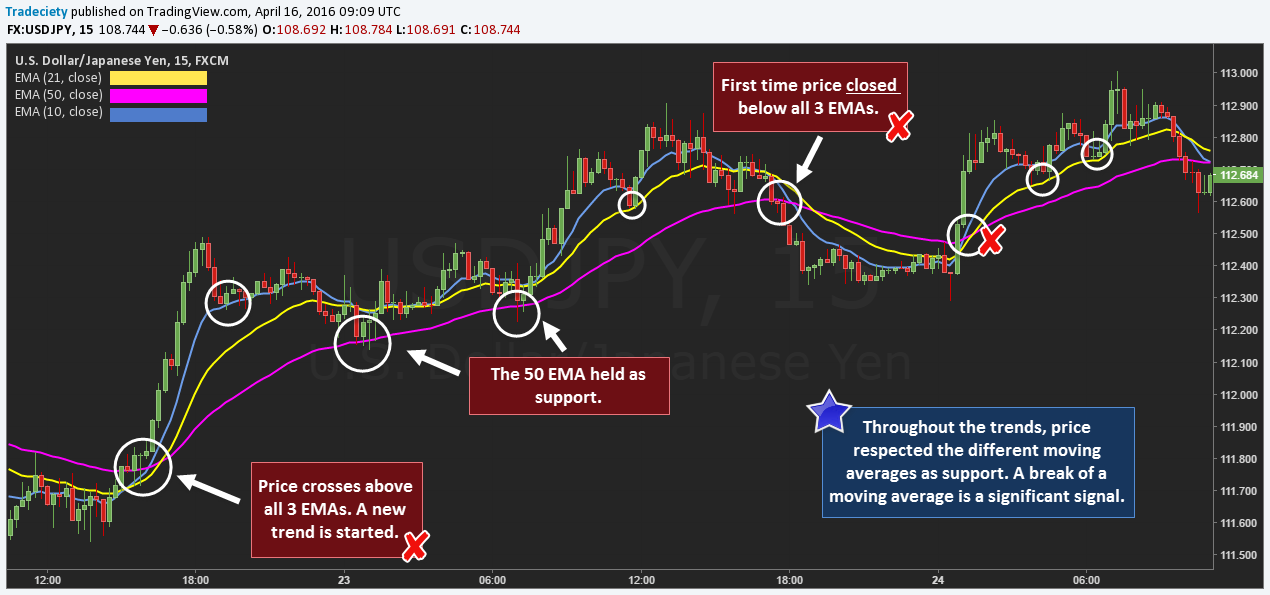 Tradeciety published on TradingView.com, April 16, 2016 09:09 UTC
FX:USDJPY, 15 108.744 ▼ −0.636 (−0.58%) O:108.692 H:108.784 L:108.691 C:108.744
U.S. Dollar/Japanese Yen, 15, FXCM
EMA (21, close)
EMA (50, close)
EMA (10, close)
First time price closed
below all 3 EMAs.
The 50 EMA held as
support.
Price crosses above
all 3 EMAs. A new
trend is started.
Throughout the trends, price
respected the different moving
averages as support. A break of a
moving average is a significant signal.
USDJPY, 15
U.S. Dollar/Japanese Yen
113.000
112.900
112.800
112.684
112.600
112.500
112.400
112.300
112.200
112.100
112.000
111.900
111.800
111.700
111.600
111.500
12:00
18:00
23
06:00
12:00
18:00
24
06:00